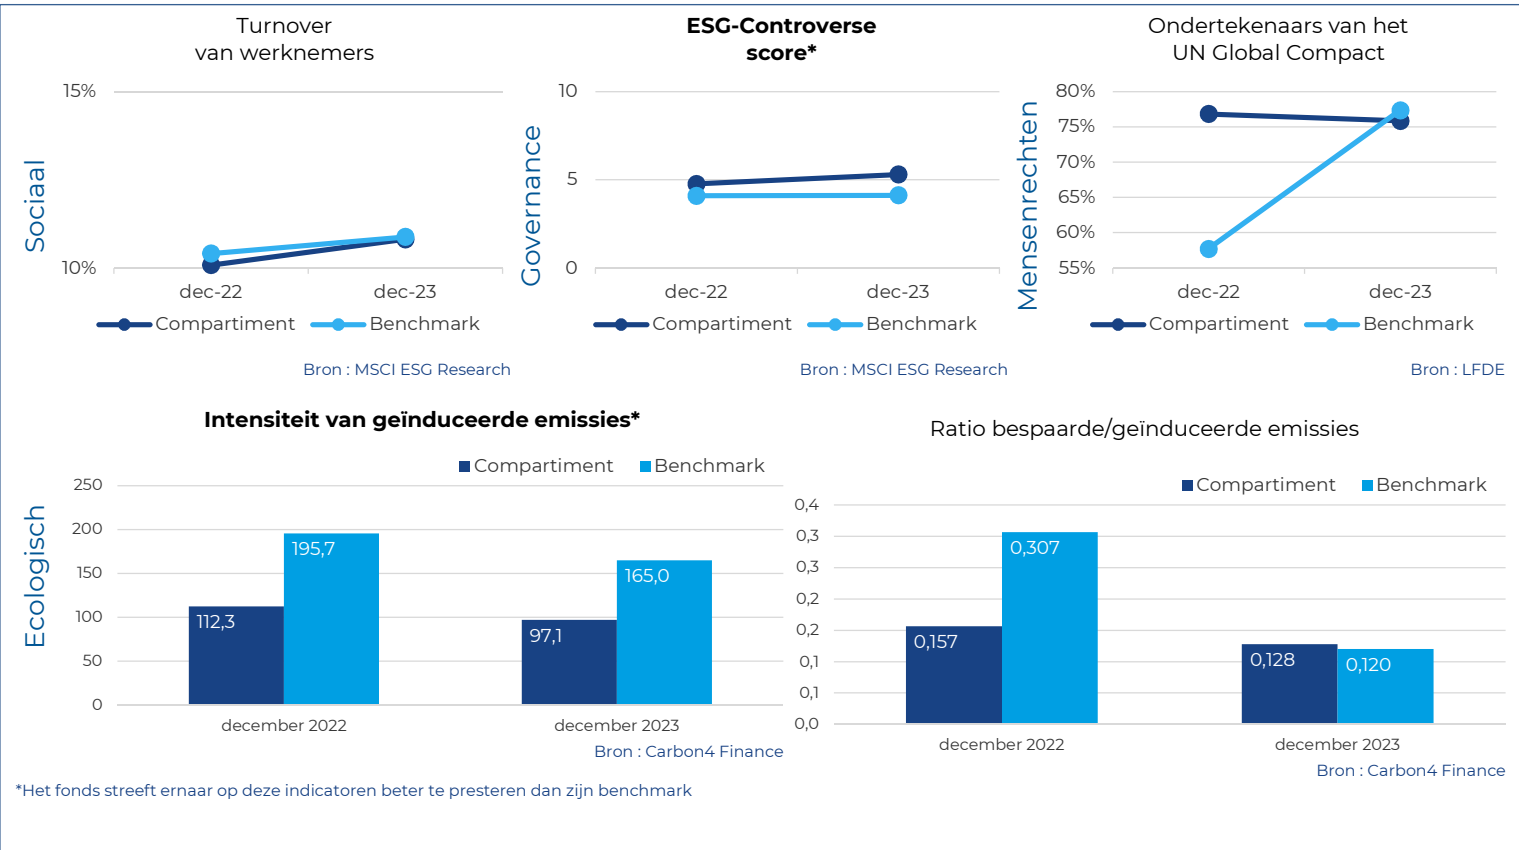 Turnover
van werknemers
15%
10%
Sociaal
dec-22
dec-23
Compartiment
Benchmark
Bron : MSCI ESG Research
ESG-Controverse
score*
10
5
0
Governance
dec-22
dec-23
Compartiment
Benchmark
Bron : MSCI ESG Research
Ondertekenaars van het
UN Global Compact
80%
75%
70%
65%
60%
55%
Mensenrechten
dec-22
dec-23
Compartiment
Benchmark
Bron : LFDE
Intensiteit van geïnduceerde emissies*
Compartiment
Benchmark
250
200
150
100
50
0
Ecologisch
112,3
195,7
97,1
165,0
december 2022
december 2023
Bron : Carbon4 Finance
Ratio bespaarde/geïnduceerde emissies
Compartiment
Benchmark
0,4
0,3
0,3
0,2
0,2
0,1
0,1
0,0
0,157
0,307
0,128
0,120
december 2022
december 2023
Bron : Carbon4 Finance
*Het fonds streeft ernaar op deze indicatoren beter te presteren dan zijn benchmark